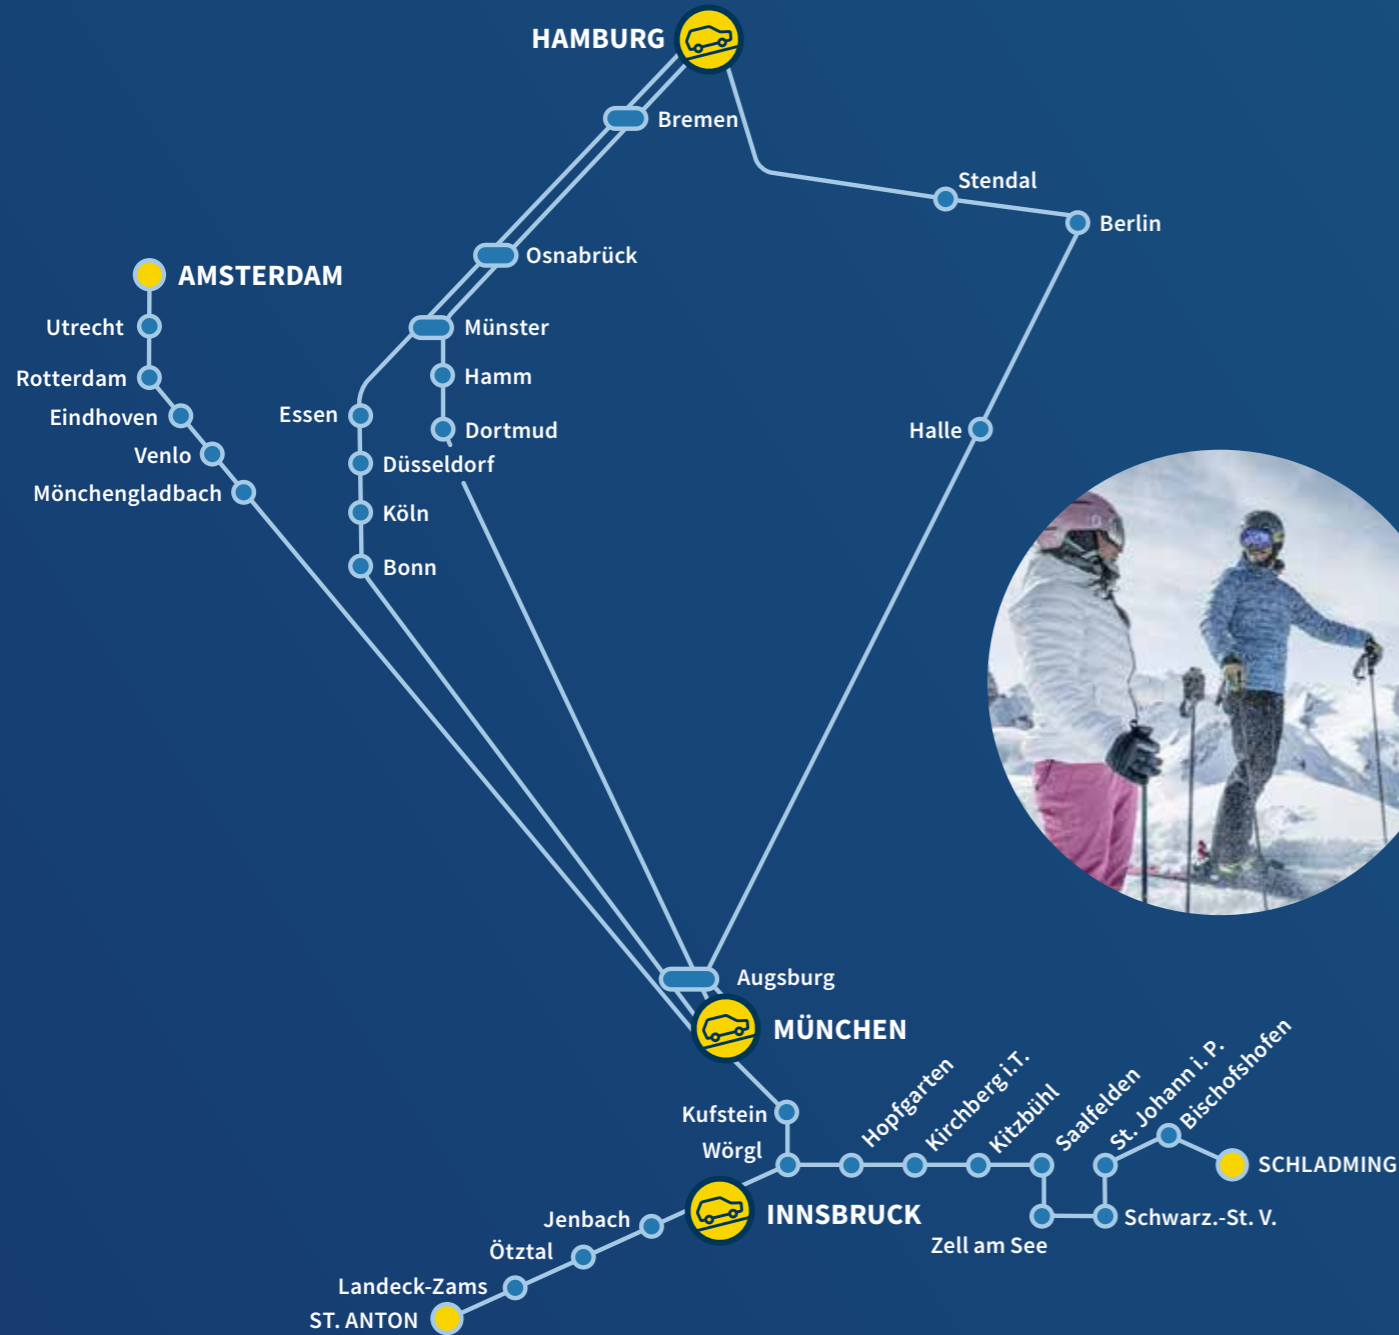 HAMBURG
Bremen
Stendal
Berlin
Osnabrück
AMSTERDAM
Utrecht
Münster
Rotterdam
Hamm
Eindhoven
Essen
Dortmud
Halle
Venlo
Düsseldorf
Mönchengladbach
Köln
Bonn
Augsburg
MÜNCHEN
Kufstein
Wörgl
Hopfgarten
Kirchberg i.T.
Kitzbühl
Saalfelden
St. Johann i. P.
Bischofshofen
SCHLADMING
INNSBRUCK
Schwarz.-St. V.
Jenbach
Zell am See
Ötztal
Landeck-Zams
ST. ANTON